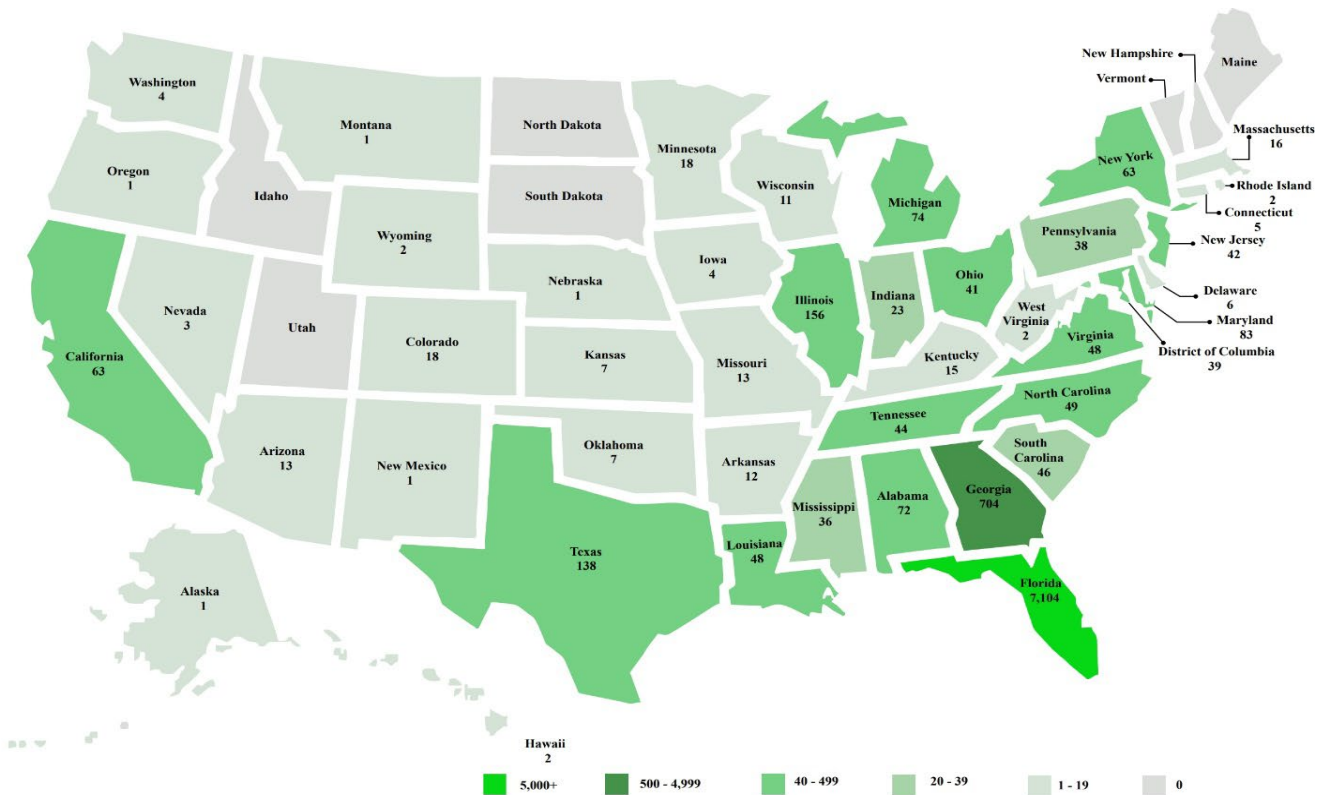 New Hampshire
Vermont
Maine
Washington
4
Montana
1
North Dakota
Minnesota
18
Massachusetts
16
New York
63
Oregon
1
Idaho
South Dakota
Wisconsin
11
Michigan
74
Rhode Island
2
Connecticut
5
Wyoming
2
Pennsylvania
38
New Jersey
42
Iowa
4
Nebraska
1
Nevada
3
Utah
Colorado
18
Illinois
156
Indiana
23
Ohio
41
West
Virginia
2
Delaware
6
Maryland
83
Virginia
48
District of Columbia
39
California
63
Kansas
7
Missouri
13
Kentucky
15
North Carolina
49
Tennessee
44
Arizona
13
New Mexico
1
Oklahoma
7
Arkansas
12
South
Carolina
46
Mississippi
36
Alabama
72
Georgia
704
Texas
138
Louisiana
48
Florida
7,104
Alaska
1
Hawaii
2
5,000+
500 - 4,999
40 - 499
20 - 39
1 - 19
0